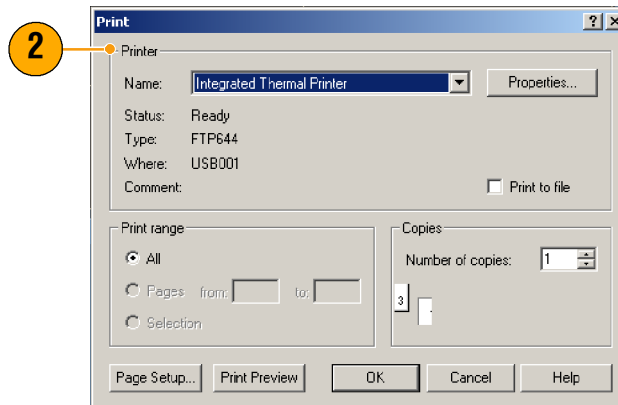 Print
2
Printer
Name: Integrated Thermal Printer Properties...
Status: Ready
Type: FTP644
Where: USB001
Comment: Print to file
Print range
All
Pages from: to:
Selection
Copies
Number of copies: 1
3
Page Setup... Print Preview OK Cancel Help